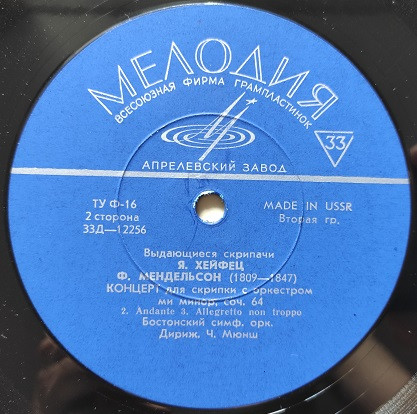 МЕЛОДИЯ
ВСЕСОЮЗНАЯ ФИРМА ГРАМПЛАСТИНОК
33
АПРЕЛЕВСКИЙ ЗАВОД
ТУ Ф-16
2 сторона
33Д—12256
MADE IN USSR
Вторая гр.
Выдающиеся скрипачи
Я. ХЕЙФЕЦ
Ф. МЕНДЕЛЬСОН (1809—1847)
КОНЦЕРТ для скрипки с оркестром
ми минор, соч. 64
2. Andante 3. Allegretto non troppo
Бостонский симф. орк.
Дириж. Ч. Мюнш